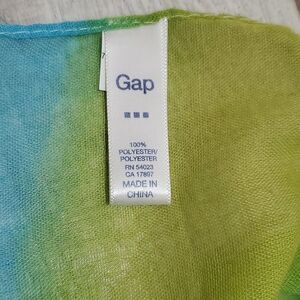 Gap
100%
POLYESTER/
POLYESTER
RN 54023
CA 17897
MADE IN
CHINA